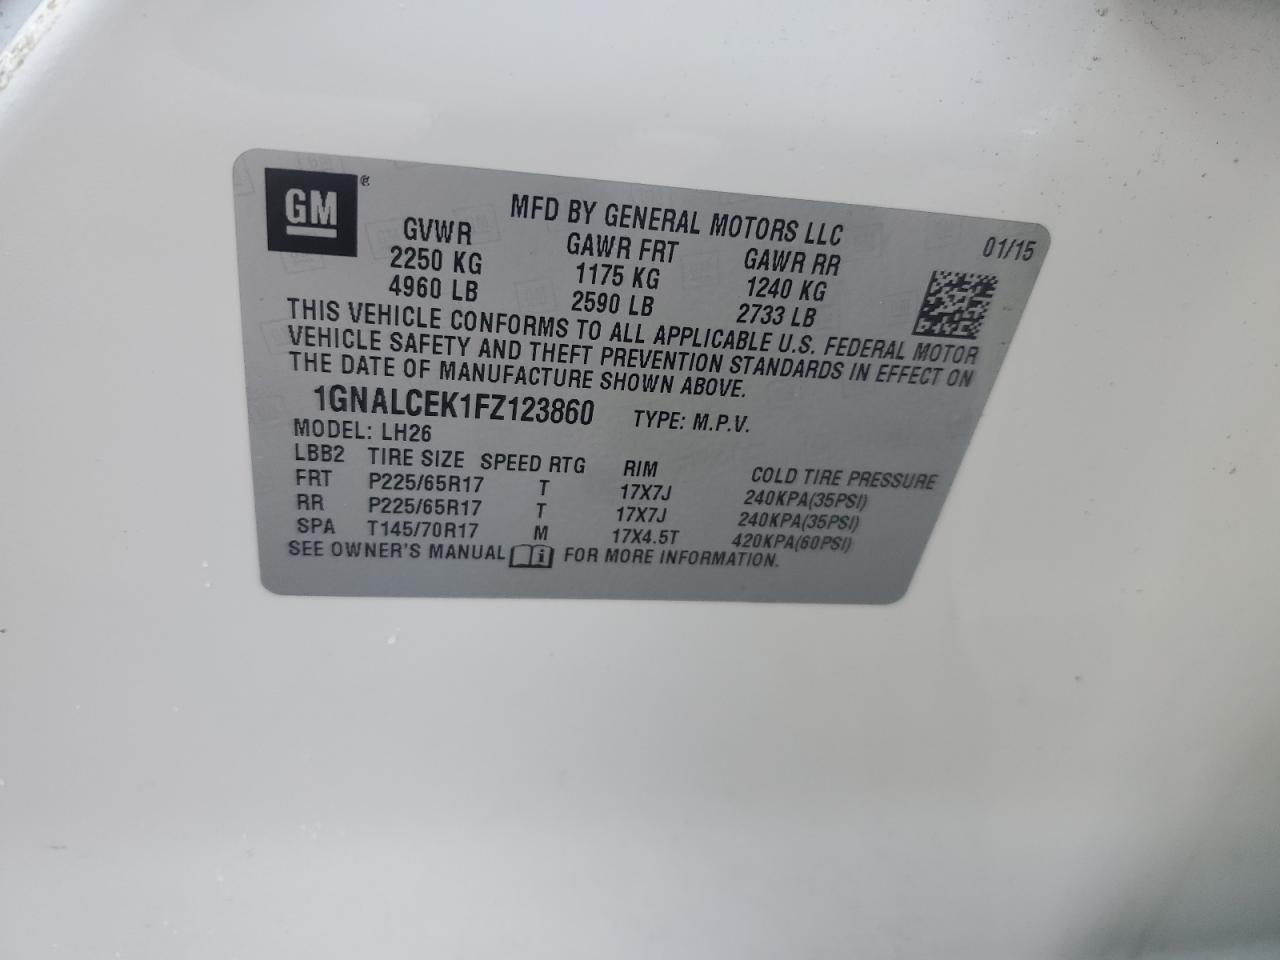 GM ®
MFD BY GENERAL MOTORS LLC
01/15
GVWR GAWR FRT GAWR RR
2250 KG 1175 KG 1240 KG
4960 LB 2590 LB 2733 LB
THIS VEHICLE CONFORMS TO ALL APPLICABLE U.S. FEDERAL MOTOR
VEHICLE SAFETY AND THEFT PREVENTION STANDARDS IN EFFECT ON
THE DATE OF MANUFACTURE SHOWN ABOVE.
1GNALCEK1FZ123860 TYPE: M.P.V.
MODEL: LH26
LBB2 TIRE SIZE SPEED RTG RIM COLD TIRE PRESSURE
FRT P225/65R17 T 17X7J 240KPA(35PSI)
RR P225/65R17 T 17X7J 240KPA(35PSI)
SPA T145/70R17 M 17X4.5T 420KPA(60PSI)
SEE OWNER'S MANUAL i FOR MORE INFORMATION.